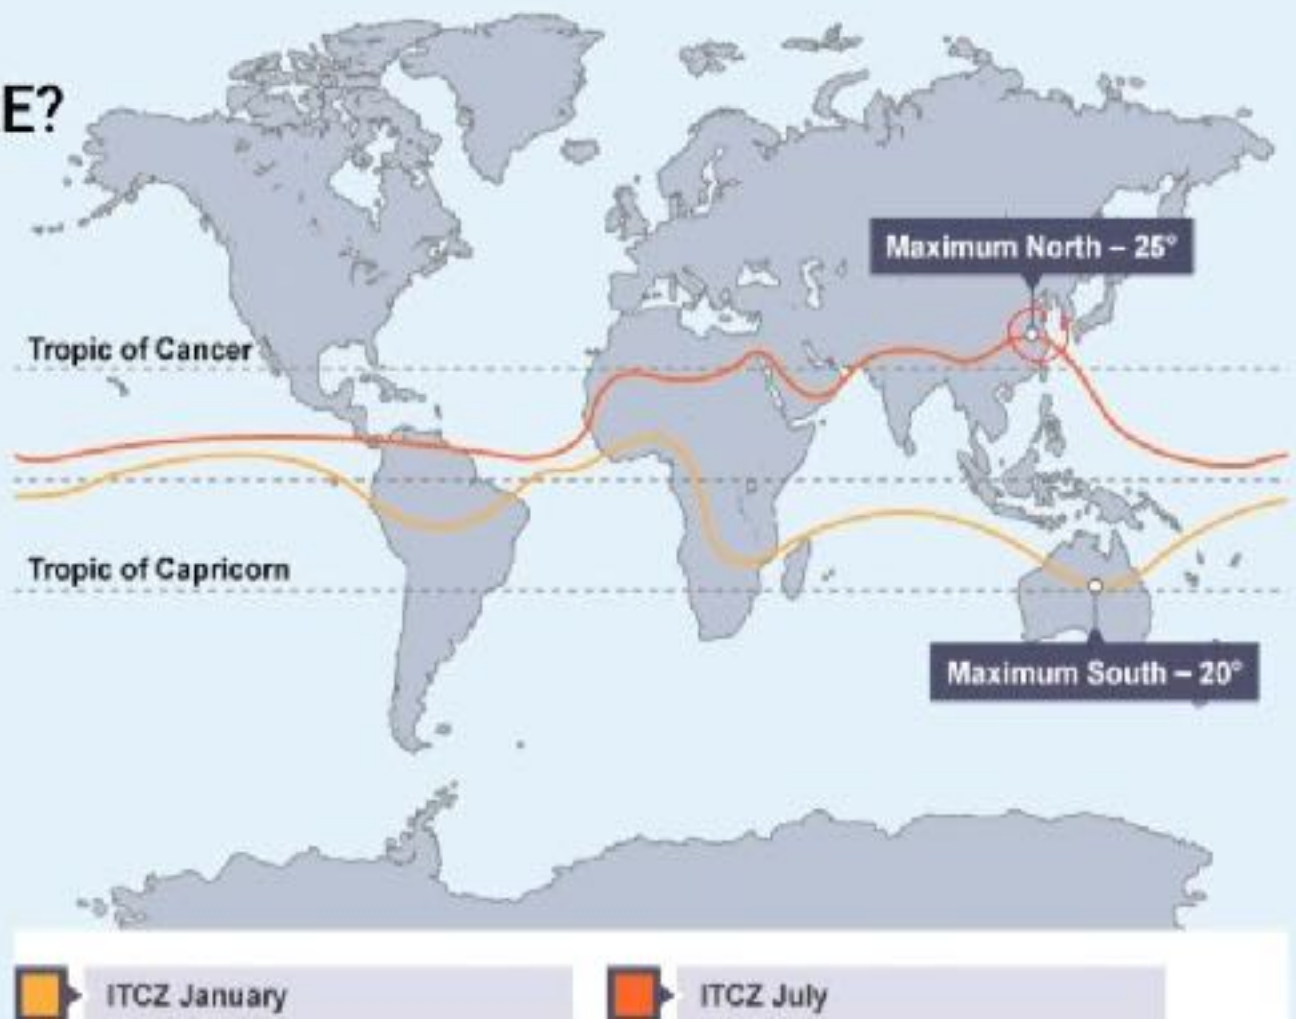 E?
Maximum North – 25°
Tropic of Cancer
Tropic of Capricorn
Maximum South – 20°
ITCZ January
ITCZ July